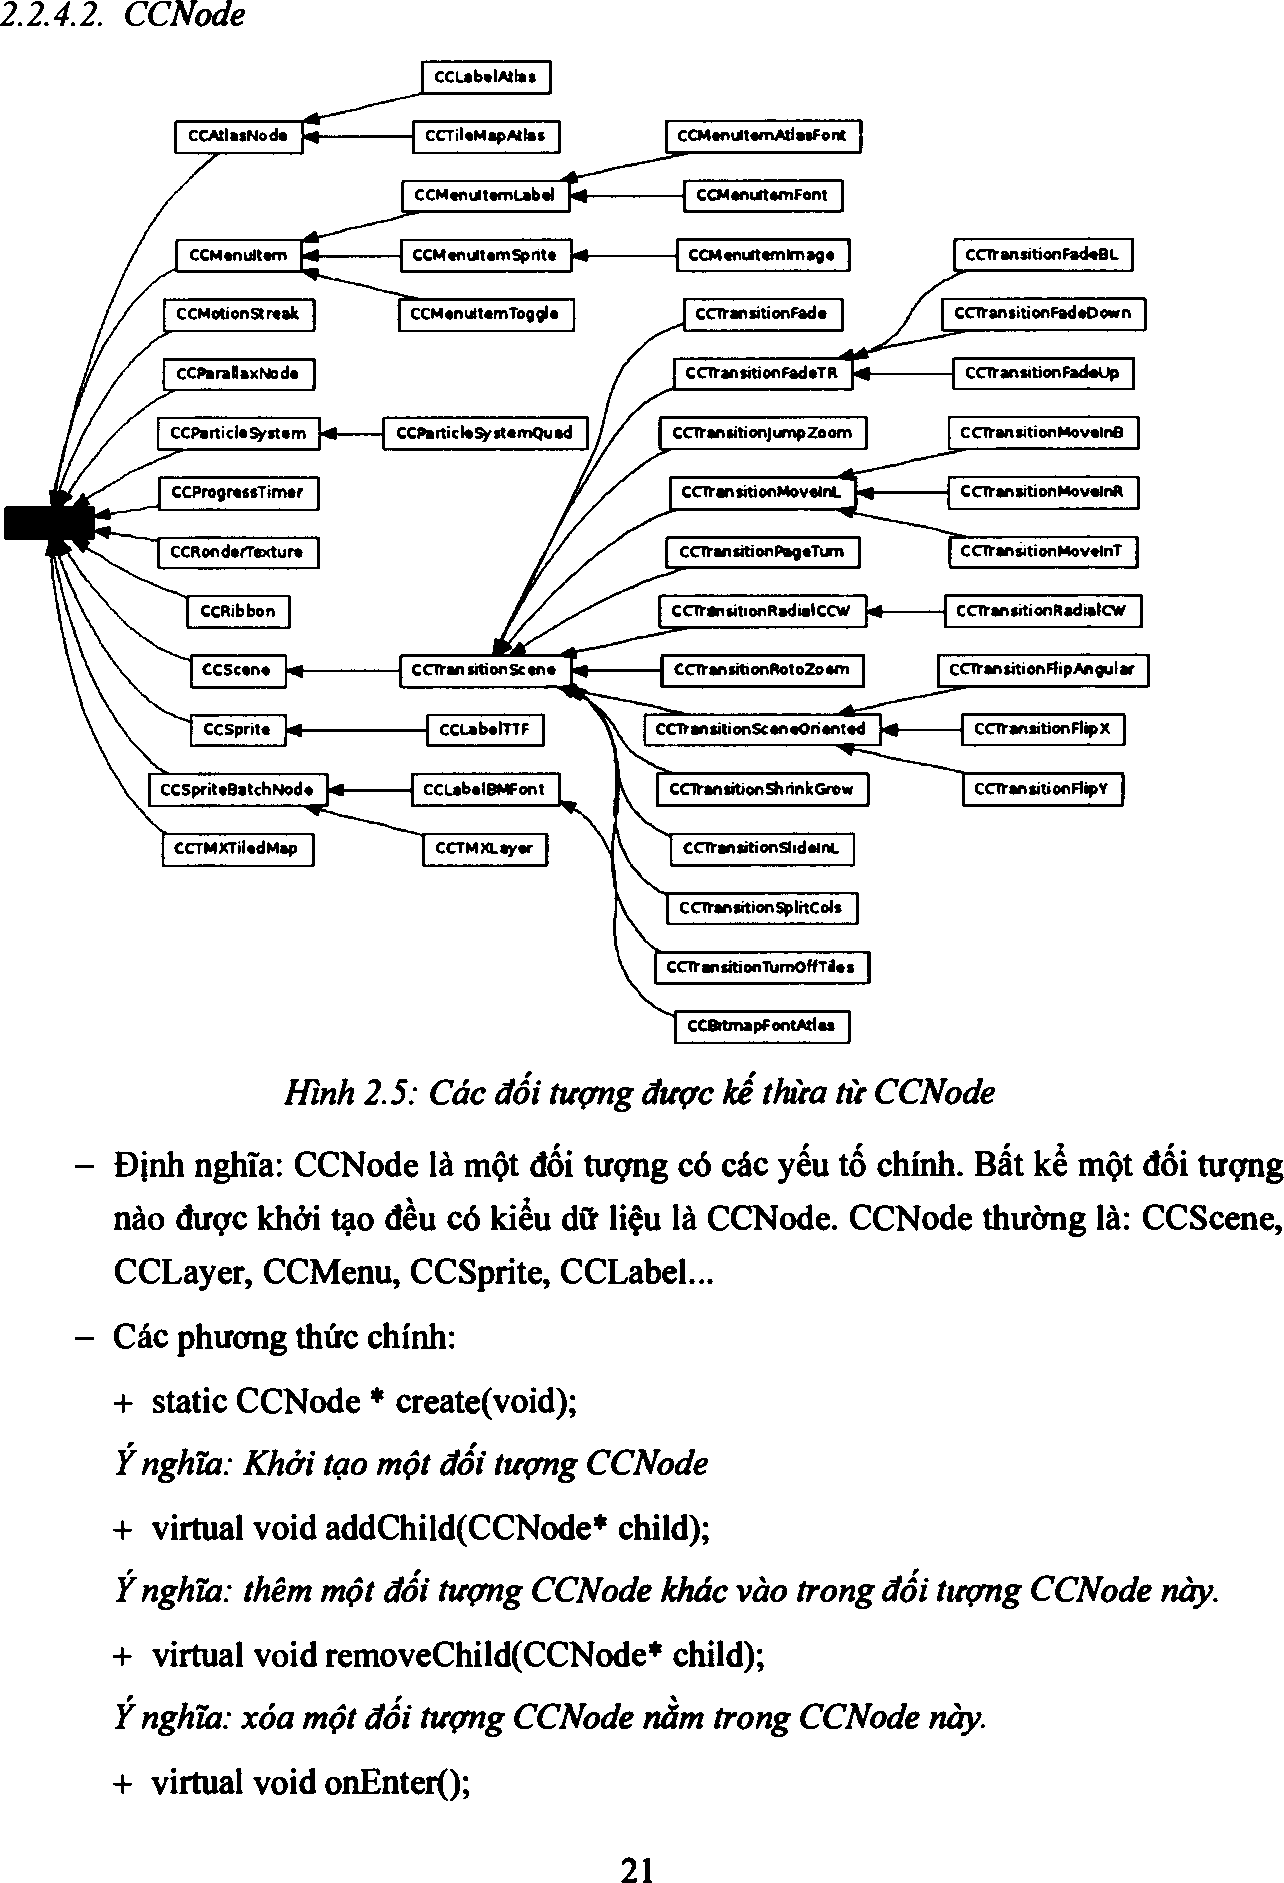 2.2.4.2. CCNode
CCLabelAtlas
CCAtlasNode CCTileMapAtlas CCMenuItemAtlasFont
CCMenuItemLabel CCMenuItemFont
CCMenuItem CCMenuItemSprite CCMenuItemImage CCTransitionFadeBL
CCMotionStreak CCMenuItemToggle CCTransitionFade CCTransitionFadeDown
CCParallaxNode CCTransitionFadeTR CCTransitionFadeUp
CCParticleSystem CCParticleSystemQuad CCTransitionJumpZoom CCTransitionMoveInB
CCProgressTimer CCTransitionMoveInL CCTransitionMoveInR
CCRenderTexture CCTransitionPageTurn CCTransitionMoveInT
CCRibbon CCTransitionRadialCCW CCTransitionRadialCW
CCScene CCTransitionScene CCTransitionRotoZoom CCTransitionFlipAngular
CCSprite CCLabelTTF CCTransitionSceneOriented CCTransitionFlipX
CCSpriteBatchNode CCLabelBMFont CCTransitionShrinkGrow CCTransitionFlipY
CCTMXTiledMap CCTMXLayer CCTransitionSlideInL
CCTransitionSplitCols
CCTransitionTurnOffTiles
CCBitmapFontAtlas
Hình 2.5: Các đối tượng được kế thừa từ CCNode
– Định nghĩa: CCNode là một đối tượng có các yếu tố chính. Bất kể một đối tượng
nào được khởi tạo đều có kiểu dữ liệu là CCNode. CCNode thường là: CCScene,
CCLayer, CCMenu, CCSprite, CCLabel...
– Các phương thức chính:
+ static CCNode * create(void);
Ý nghĩa: Khởi tạo một đối tượng CCNode
+ virtual void addChild(CCNode* child);
Ý nghĩa: thêm một đối tượng CCNode khác vào trong đối tượng CCNode này.
+ virtual void removeChild(CCNode* child);
Ý nghĩa: xóa một đối tượng CCNode nằm trong CCNode này.
+ virtual void onEnter();
21